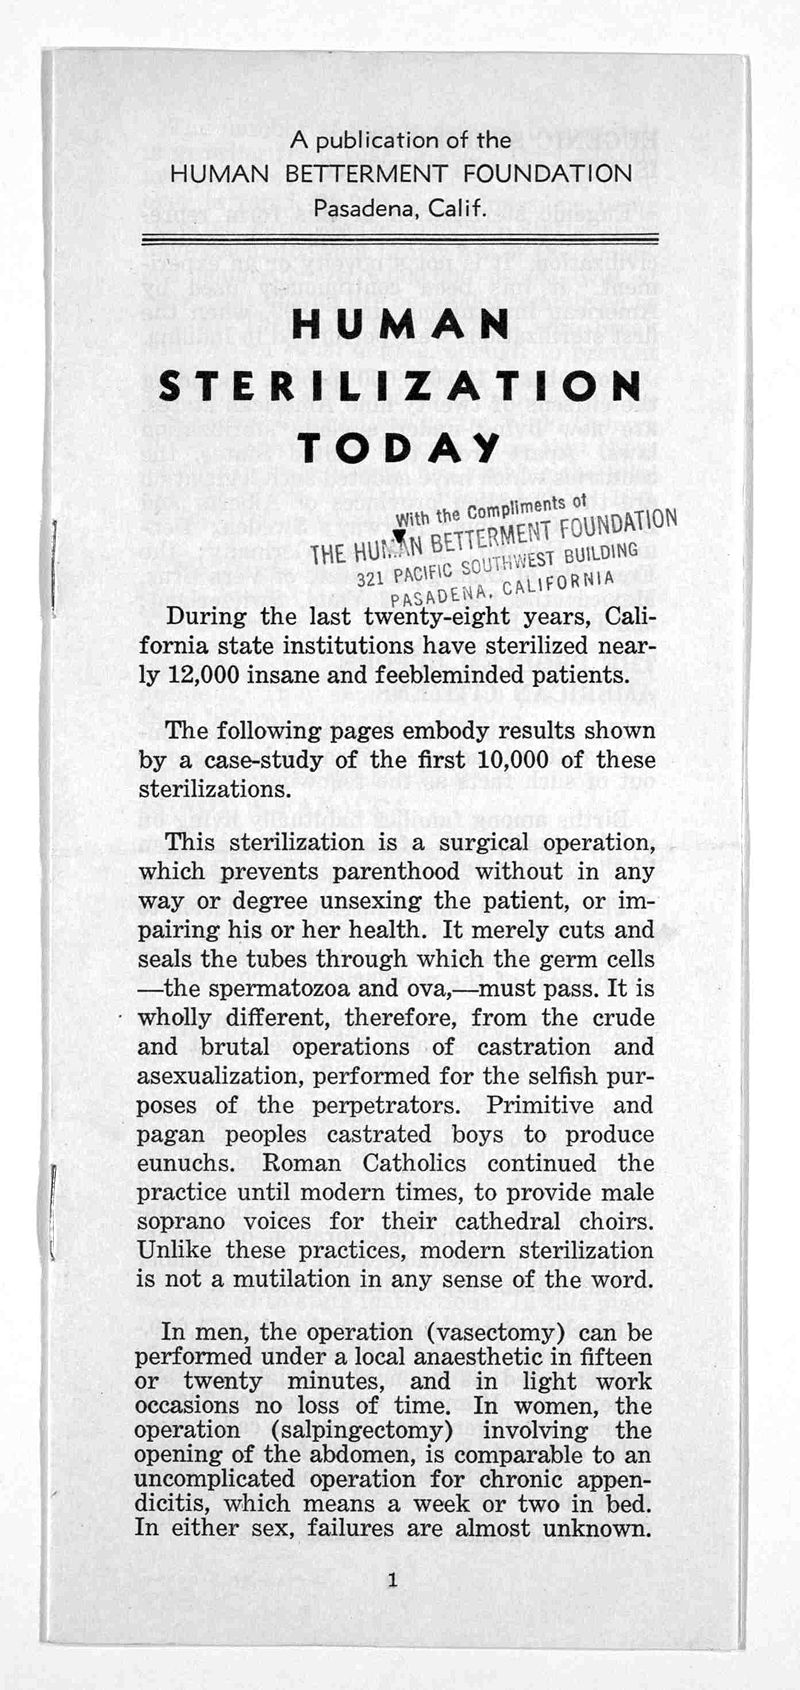 A publication of the
HUMAN BETTERMENT FOUNDATION
Pasadena, Calif.
HUMAN
STERILIZATION
TODAY
With the Compliments of
THE HUMAN BETTERMENT FOUNDATION
321 PACIFIC SOUTHWEST BUILDING
PASADENA, CALIFORNIA
During the last twenty-eight years, Cali-
fornia state institutions have sterilized near-
ly 12,000 insane and feebleminded patients.
The following pages embody results shown
by a case-study of the first 10,000 of these
sterilizations.
This sterilization is a surgical operation,
which prevents parenthood without in any
way or degree unsexing the patient, or im-
pairing his or her health. It merely cuts and
seals the tubes through which the germ cells
—the spermatozoa and ova,—must pass. It is
wholly different, therefore, from the crude
and brutal operations of castration and
asexualization, performed for the selfish pur-
poses of the perpetrators. Primitive and
pagan peoples castrated boys to produce
eunuchs. Roman Catholics continued the
practice until modern times, to provide male
soprano voices for their cathedral choirs.
Unlike these practices, modern sterilization
is not a mutilation in any sense of the word.
In men, the operation (vasectomy) can be
performed under a local anaesthetic in fifteen
or twenty minutes, and in light work
occasions no loss of time. In women, the
operation (salpingectomy) involving the
opening of the abdomen, is comparable to an
uncomplicated operation for chronic appen-
dicitis, which means a week or two in bed.
In either sex, failures are almost unknown.
1